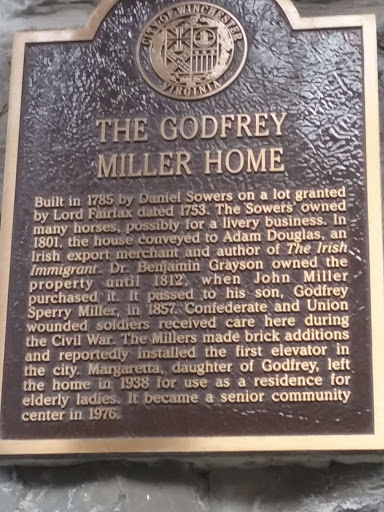 CITY OF WINCHESTER
VIRGINIA
THE GODFREY
MILLER HOME
Built in 1785 by Daniel Sowers on a lot granted
by Lord Fairfax dated 1753. The Sowers owned
many horses, possibly for a livery business. In
1801, the house conveyed to Adam Douglas, an
Irish export merchant and author of The Irish
Immigrant. Dr. Benjamin Grayson owned the
property until 1812, when John Miller
purchased it. It passed to his son, Godfrey
Sperry Miller, in 1857. Confederate and Union
wounded soldiers received care here during
the Civil War. The Millers made brick additions
and reportedly installed the first elevator in
the city. Margaretta, daughter of Godfrey, left
the home in 1938 for use as a residence for
elderly ladies. It became a senior community
center in 1976.